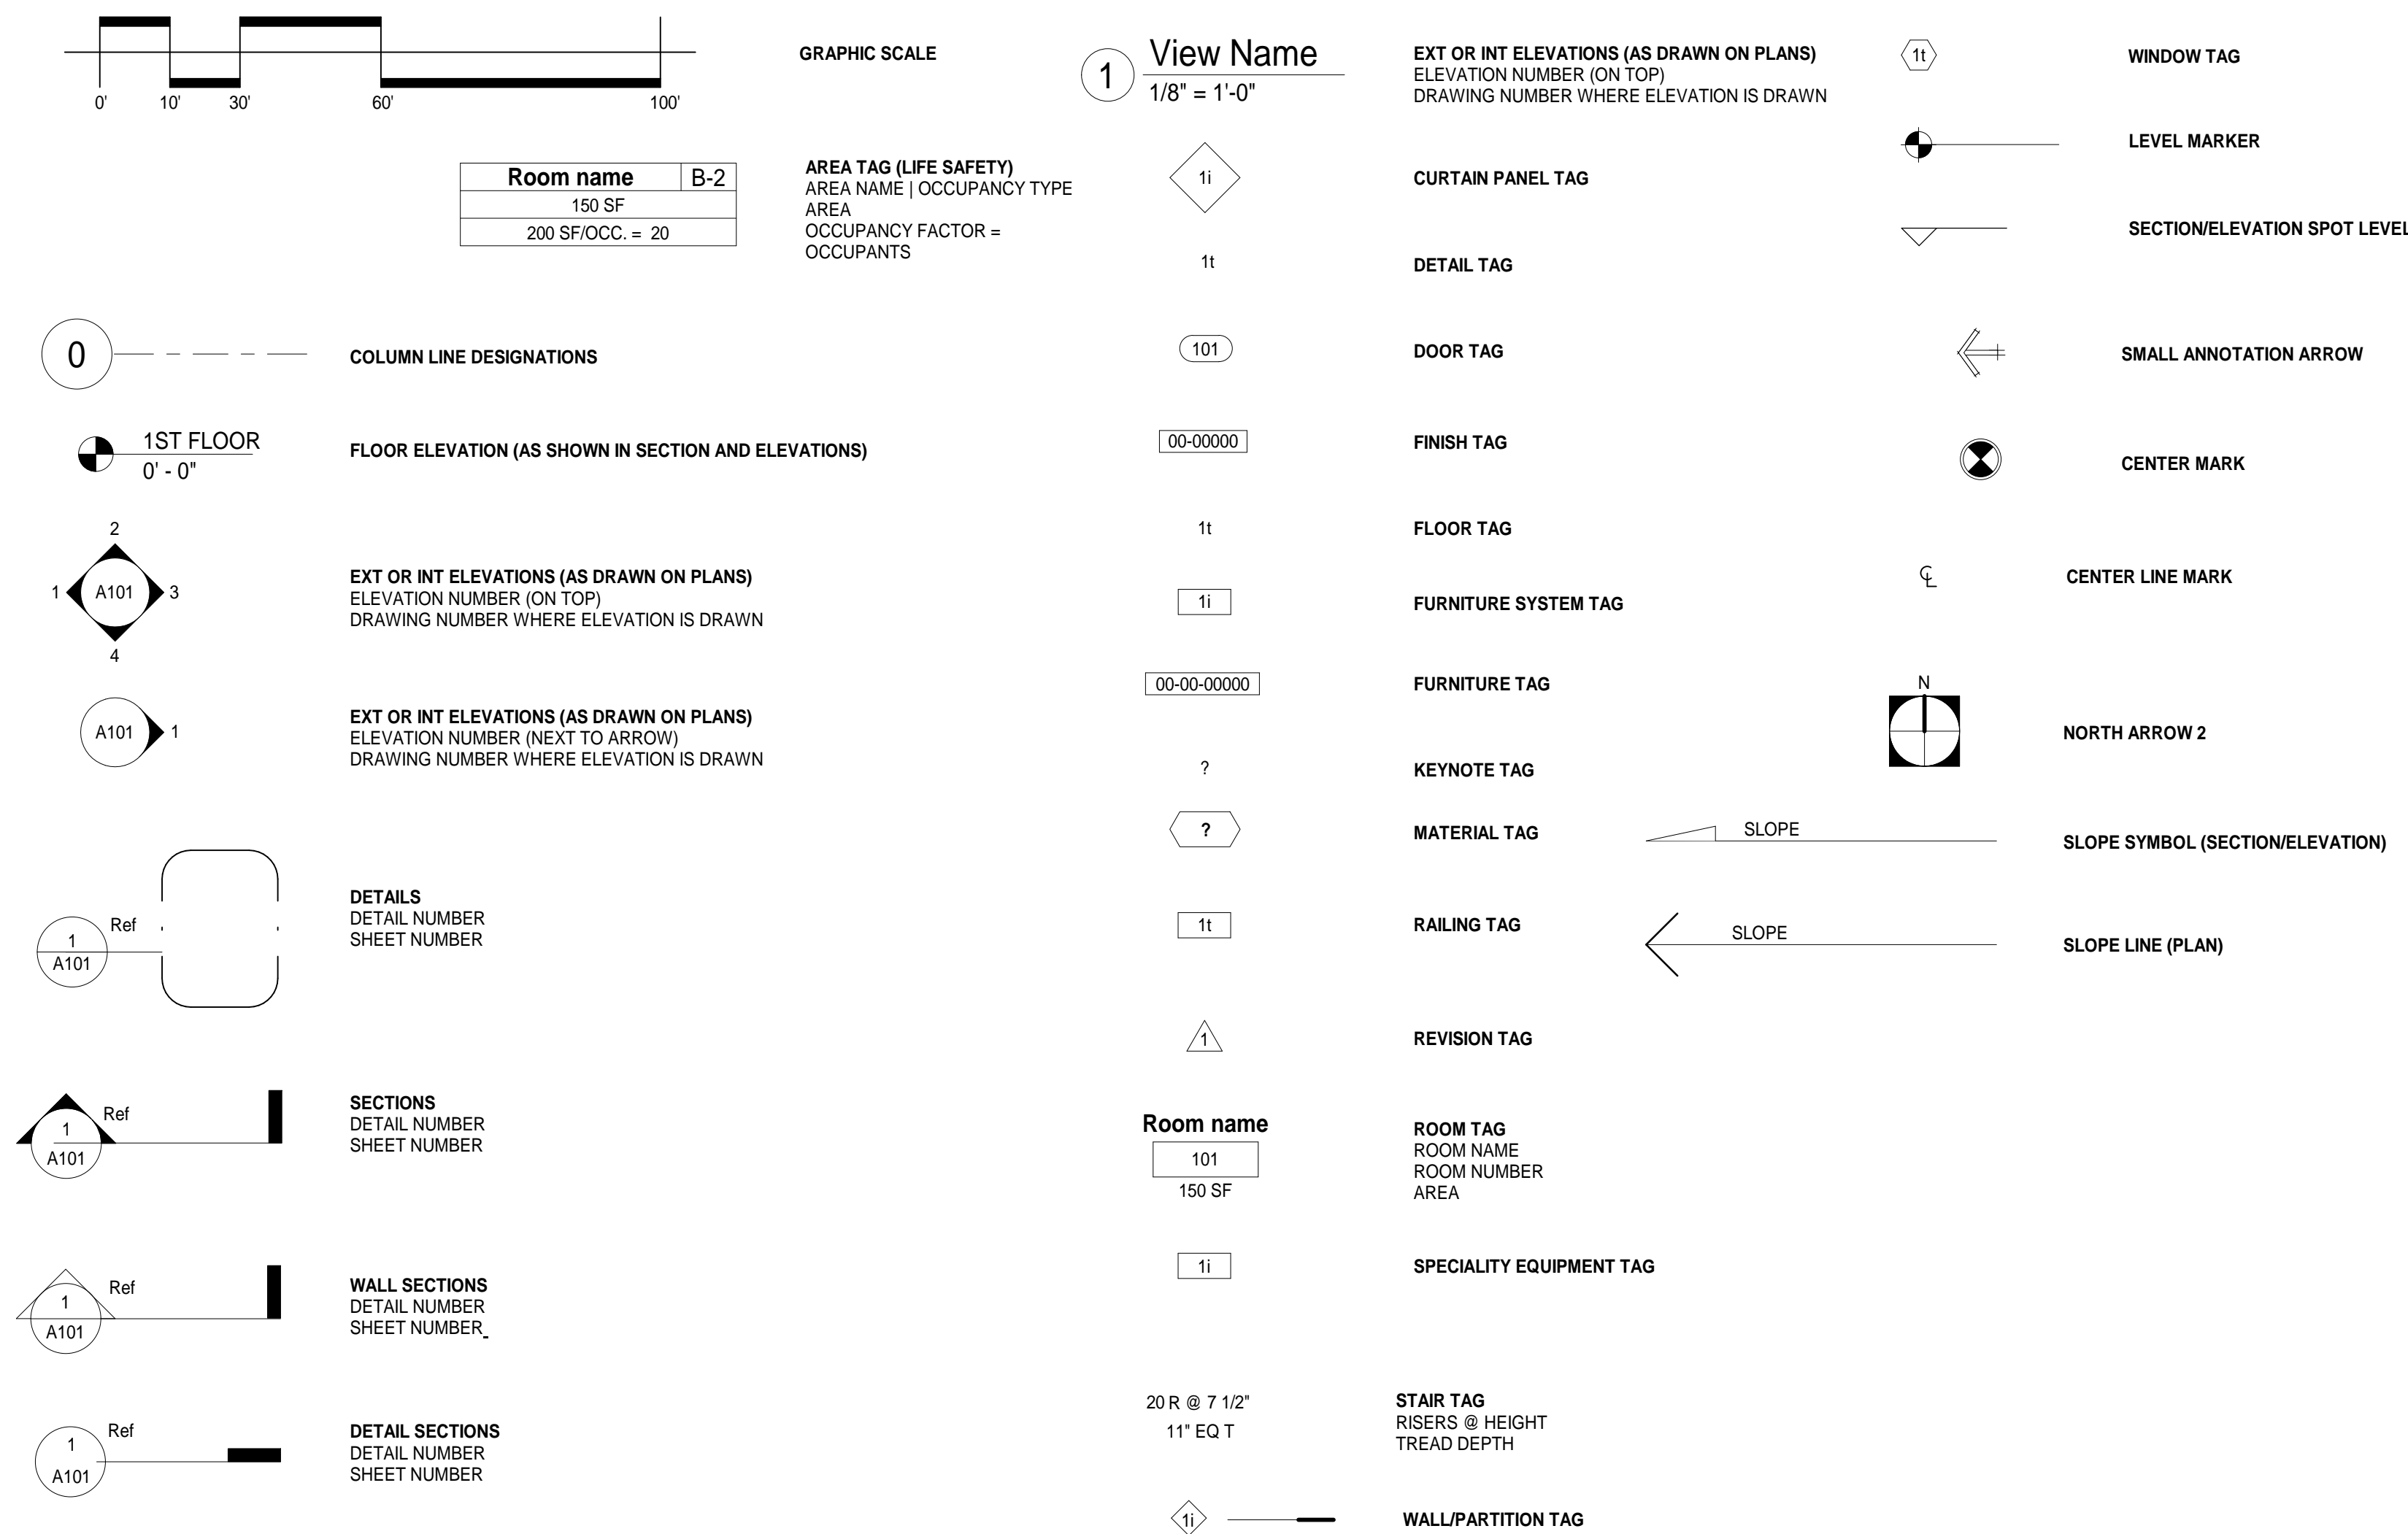 0' 10' 30' 60' 100'
GRAPHIC SCALE
Room name B-2
150 SF
200 SF/OCC. = 20
AREA TAG (LIFE SAFETY)
AREA NAME | OCCUPANCY TYPE
AREA
OCCUPANCY FACTOR =
OCCUPANTS
0
COLUMN LINE DESIGNATIONS
1ST FLOOR
0' - 0"
FLOOR ELEVATION (AS SHOWN IN SECTION AND ELEVATIONS)
2
1 A101 3
4
EXT OR INT ELEVATIONS (AS DRAWN ON PLANS)
ELEVATION NUMBER (ON TOP)
DRAWING NUMBER WHERE ELEVATION IS DRAWN
A101 1
EXT OR INT ELEVATIONS (AS DRAWN ON PLANS)
ELEVATION NUMBER (NEXT TO ARROW)
DRAWING NUMBER WHERE ELEVATION IS DRAWN
Ref
1
A101
DETAILS
DETAIL NUMBER
SHEET NUMBER
Ref
1
A101
SECTIONS
DETAIL NUMBER
SHEET NUMBER
Ref
1
A101
WALL SECTIONS
DETAIL NUMBER
SHEET NUMBER_
Ref
1
A101
DETAIL SECTIONS
DETAIL NUMBER
SHEET NUMBER
1 View Name
1/8" = 1'-0"
EXT OR INT ELEVATIONS (AS DRAWN ON PLANS)
ELEVATION NUMBER (ON TOP)
DRAWING NUMBER WHERE ELEVATION IS DRAWN
1i
CURTAIN PANEL TAG
1t
DETAIL TAG
101
DOOR TAG
00-00000
FINISH TAG
1t
FLOOR TAG
1i
FURNITURE SYSTEM TAG
00-00-00000
FURNITURE TAG
?
KEYNOTE TAG
?
MATERIAL TAG
1t
RAILING TAG
1
REVISION TAG
Room name
101
150 SF
ROOM TAG
ROOM NAME
ROOM NUMBER
AREA
1i
SPECIALITY EQUIPMENT TAG
20 R @ 7 1/2"
11" EQ T
STAIR TAG
RISERS @ HEIGHT
TREAD DEPTH
1i
WALL/PARTITION TAG
1t
WINDOW TAG
LEVEL MARKER
SECTION/ELEVATION SPOT LEVEL
SMALL ANNOTATION ARROW
CENTER MARK
℄
CENTER LINE MARK
N
NORTH ARROW 2
SLOPE
SLOPE SYMBOL (SECTION/ELEVATION)
SLOPE
SLOPE LINE (PLAN)